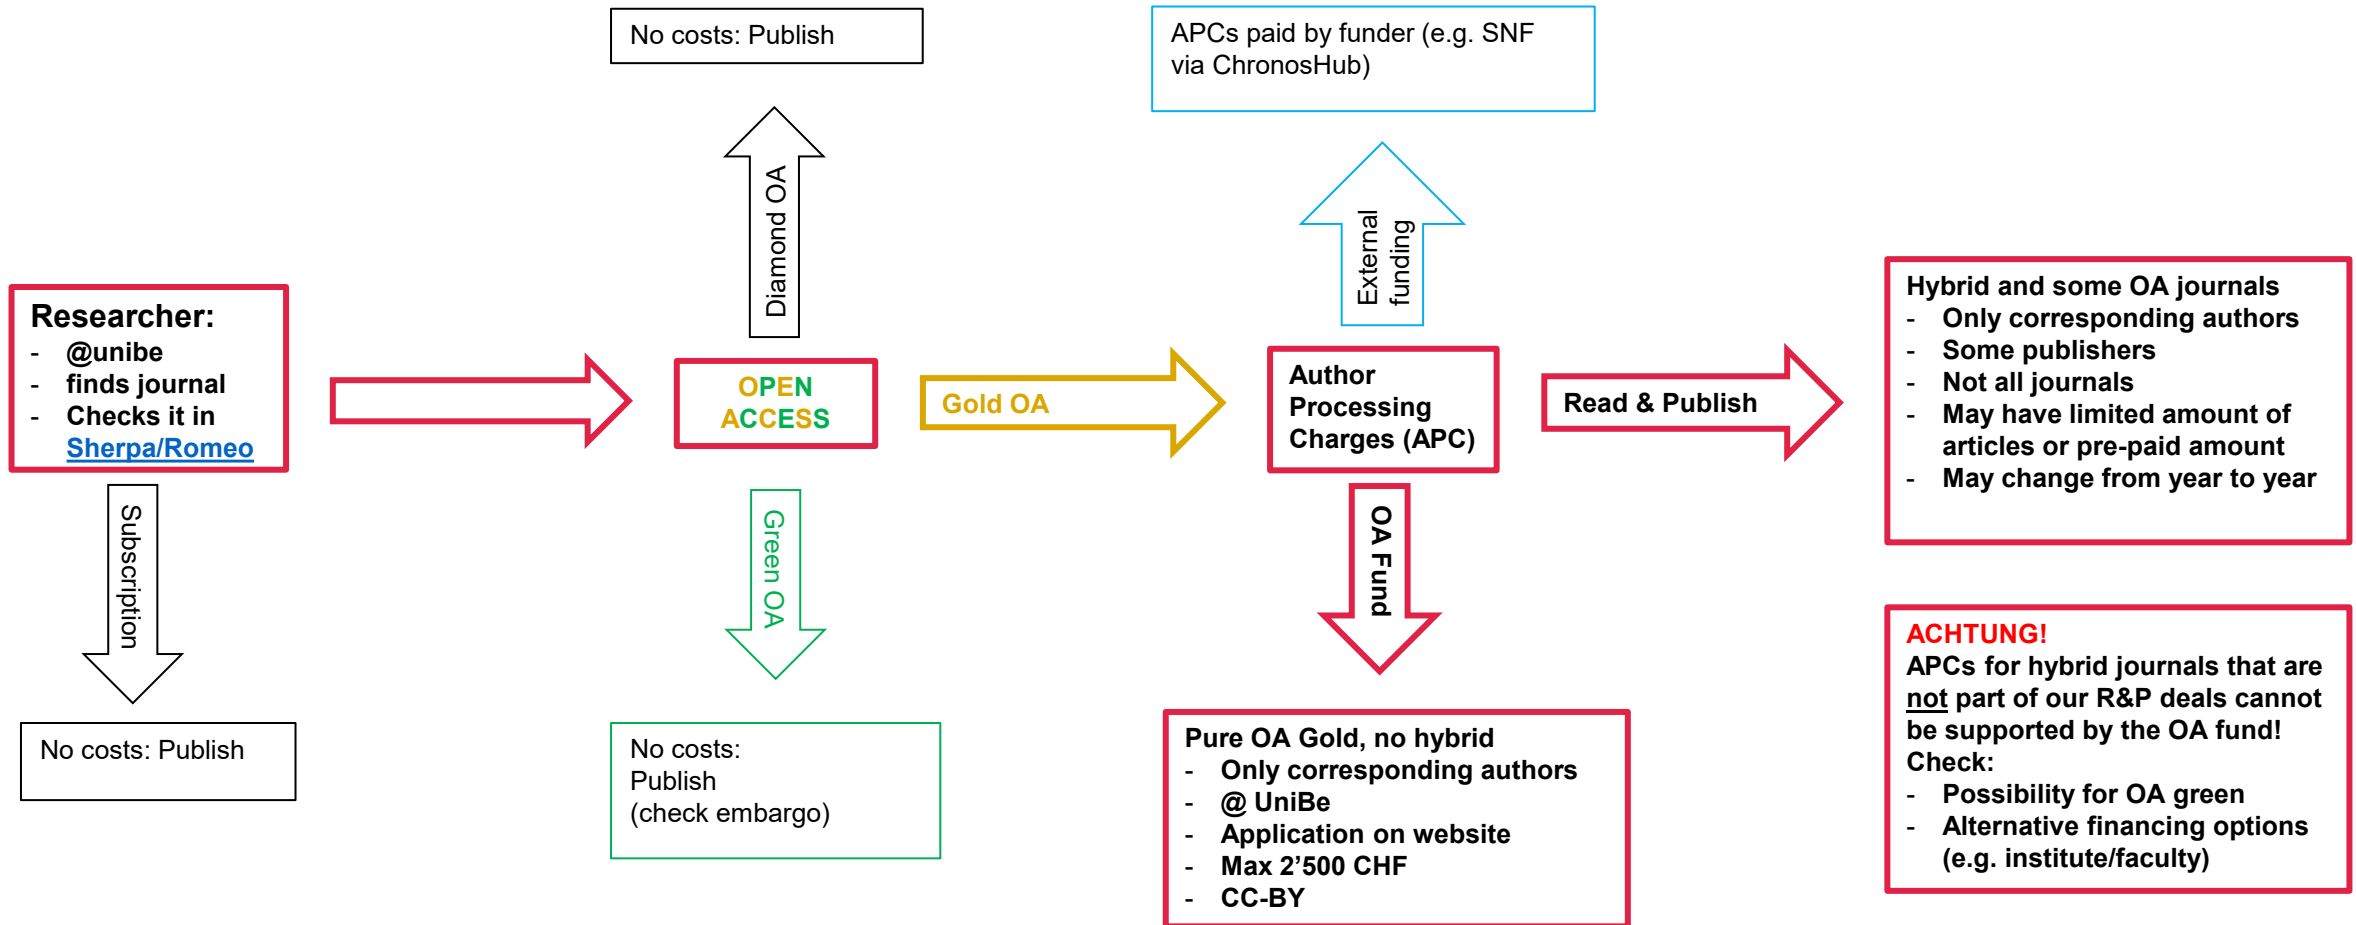 No costs: Publish
APCs paid by funder (e.g. SNF
via ChronosHub)
Diamond OA
External
funding
Researcher:
- @unibe
- finds journal
- Checks it in
Sherpa/Romeo
OPEN
ACCESS
Gold OA
Author
Processing
Charges (APC)
Read & Publish
Hybrid and some OA journals
- Only corresponding authors
- Some publishers
- Not all journals
- May have limited amount of
articles or pre-paid amount
- May change from year to year
Subscription
Green OA
OA Fund
No costs: Publish
No costs:
Publish
(check embargo)
Pure OA Gold, no hybrid
- Only corresponding authors
- @ UniBe
- Application on website
- Max 2’500 CHF
- CC-BY
ACHTUNG!
APCs for hybrid journals that are
not part of our R&P deals cannot
be supported by the OA fund!
Check:
- Possibility for OA green
- Alternative financing options
(e.g. institute/faculty)